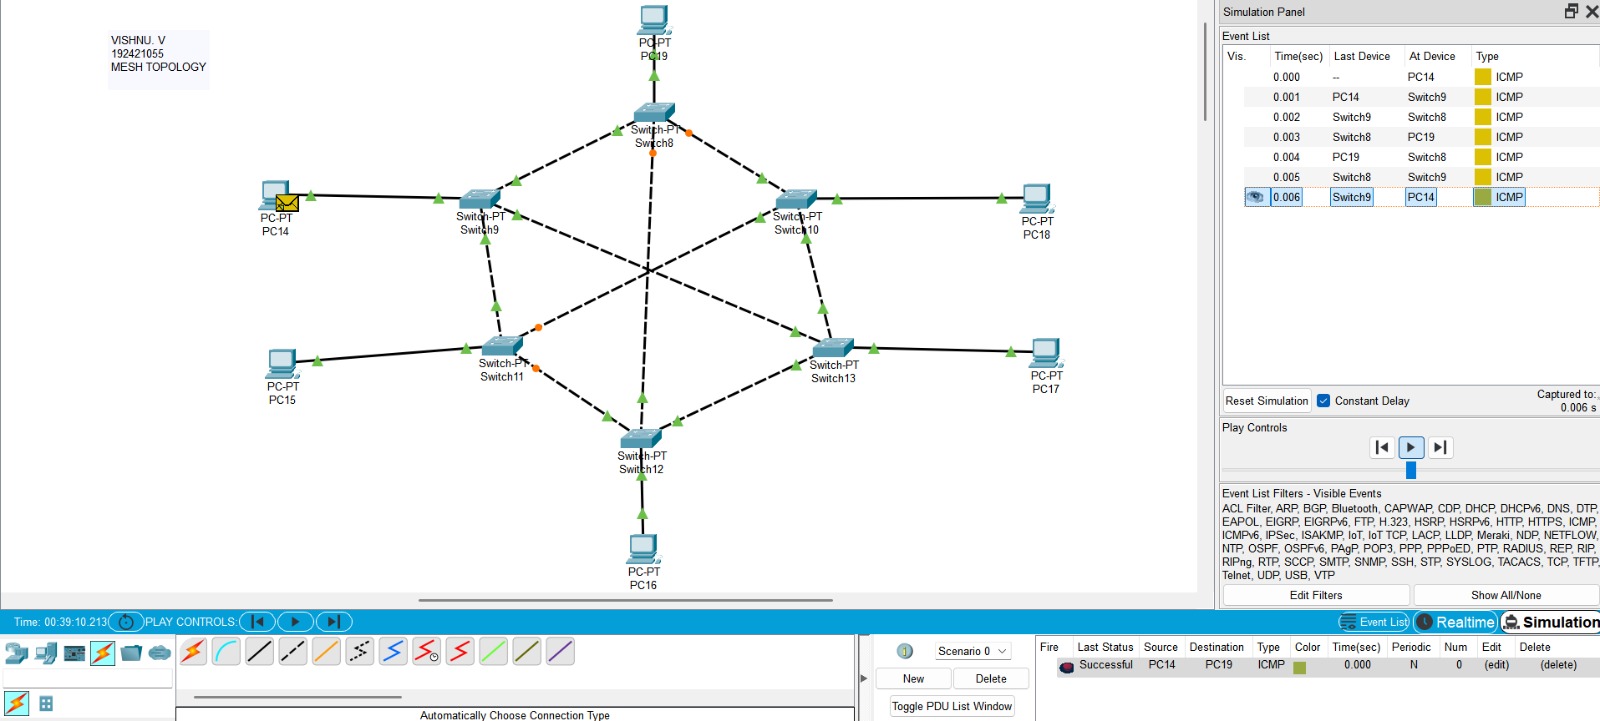 VISHNU. V
192421055
MESH TOPOLOGY
PC-PT
PC19
Switch-PT
Switch8
PC-PT
PC14
Switch-PT
Switch9
Switch-PT
Switch10
PC-PT
PC18
PC-PT
PC15
Switch-PT
Switch11
Switch-PT
Switch13
PC-PT
PC17
Switch-PT
Switch12
PC-PT
PC16
Simulation Panel
Event List
Vis. Time(sec) Last Device At Device Type
0.000 -- PC14 ICMP
0.001 PC14 Switch9 ICMP
0.002 Switch9 Switch8 ICMP
0.003 Switch8 PC19 ICMP
0.004 PC19 Switch8 ICMP
0.005 Switch8 Switch9 ICMP
0.006 Switch9 PC14 ICMP
Reset Simulation Constant Delay Captured to:
0.006 s
Play Controls
Event List Filters - Visible Events
ACL Filter, ARP, BGP, Bluetooth, CAPWAP, CDP, DHCP, DHCPv6, DNS, DTP,
EAPOL, EIGRP, EIGRPv6, FTP, H.323, HSRP, HSRPv6, HTTP, HTTPS, ICMP,
ICMPv6, IPSec, ISAKMP, IoT, IoT TCP, LACP, LLDP, Meraki, NDP, NETFLOW,
NTP, OSPF, OSPFv6, PAgP, POP3, PPP, PPPoED, PTP, RADIUS, REP, RIP,
RIPng, RTP, SCCP, SMTP, SNMP, SSH, STP, SYSLOG, TACACS, TCP, TFTP,
Telnet, UDP, USB, VTP
Edit Filters Show All/None
Time: 00:39:10.213 PLAY CONTROLS: Event List Realtime Simulation
Scenario 0
New Delete
Toggle PDU List Window
Fire Last Status Source Destination Type Color Time(sec) Periodic Num Edit Delete
Successful PC14 PC19 ICMP 0.000 N 0 (edit) (delete)
Automatically Choose Connection Type